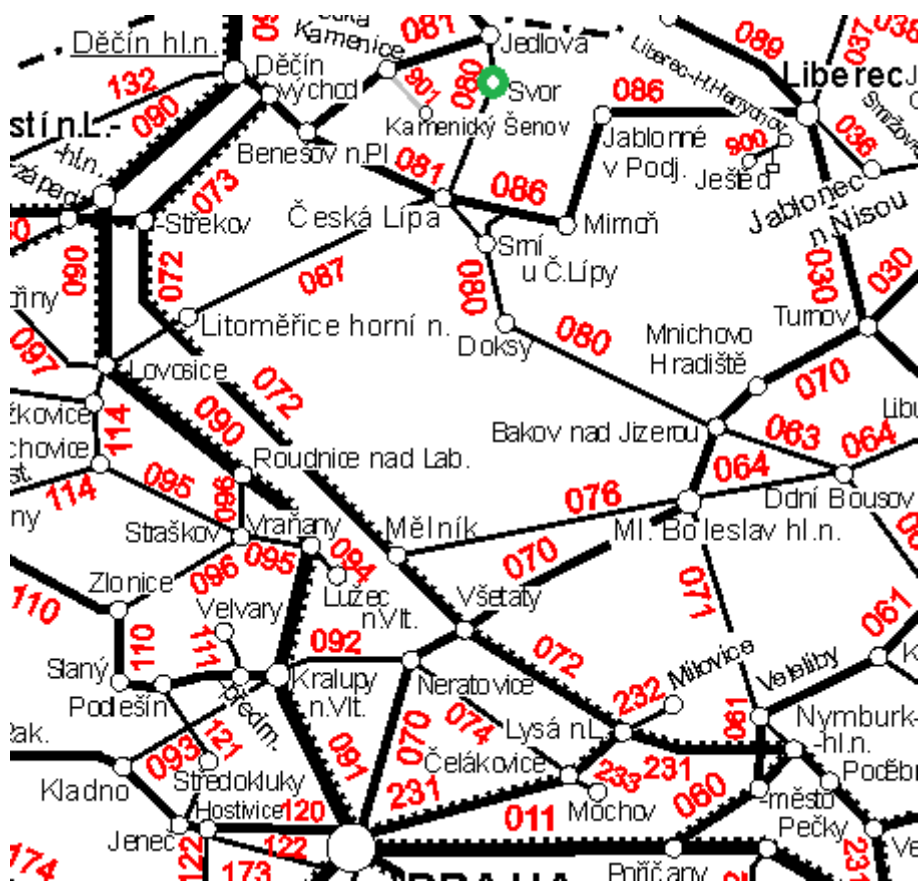 Děčín hl.n.
132
090
Děčín
východ
Kamenice
081
901
Kamenický Šenov
Benešov n.Pl
Jedlová
080
Svor
081
086
Česká Lípa
Mimoň
Srní
u Č.Lípy
086
Jablonné
v Podj.
089
037
038
Liberec
Liberec-H.Hanychov
900
Ještěd
036
Jablonec
n.Nisou
030
030
Turnov
-hl.n.
073
-Střekov
090
072
087
Litoměřice horní n.
080
Doksy
080
Mnichovo
Hradiště
070
Bakov nad Jizerou
063
064
064
097
Lovosice
072
114
114
095
090
Roudnice nad Lab.
096
Straškov
Vraňany
095
094
Lužec
n.Vlt.
Mělník
076
Ml. Boleslav hl.n.
070
071
061
110
Zlonice
096
Velvary
111
110
Slaný
Podlešín
předm.
Kralupy
n.Vlt.
092
Neratovice
Všetaty
072
Milovice
232
Lysá n.L.
074
Čelákovice
233
Mochov
231
061
Veleliby
Nymburk-
-hl.n.
-město
060
Pečky
231
093
121
Kladno
Středokluky
Hostivice
120
Jeneč
122
122
173
174
091
070
231
011
Poříčany
PRAHA